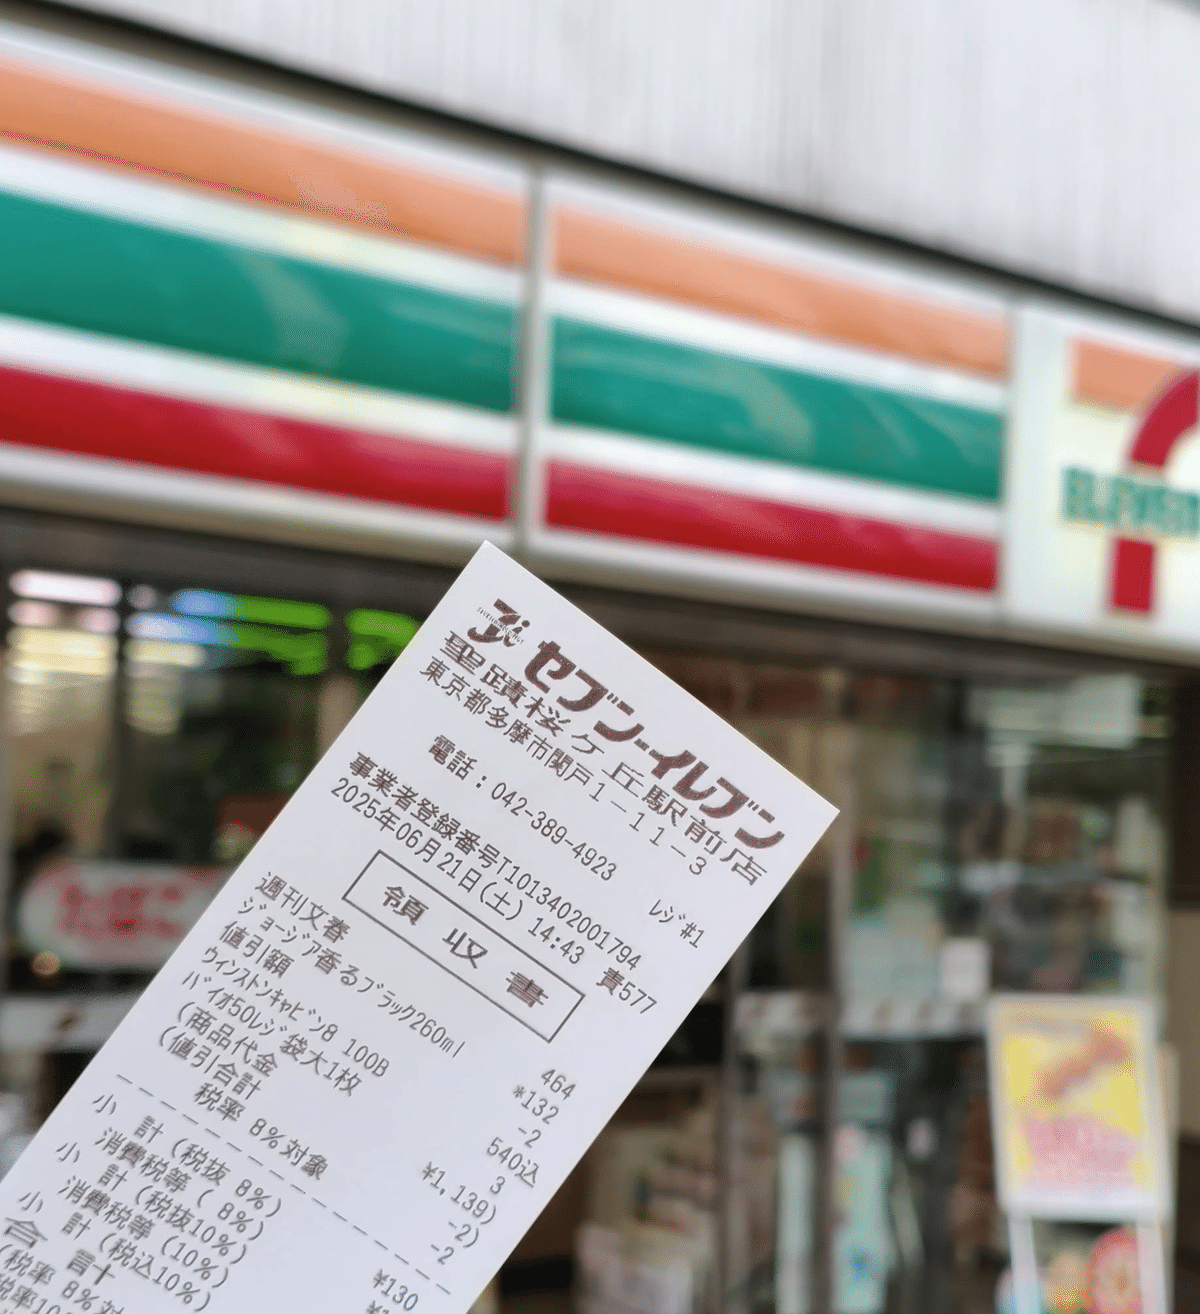 ELEVEN
セブン-イレブン
聖蹟桜ケ丘駅前店
東京都多摩市関戸1-11-3
電話：042-389-4923
レジ#1
事業者登録番号T1013402001794
2025年06月21日(土) 14:43 責577
領収書
週刊文春 464
ジョージア香るブラック260ml *132
値引額 -2
ウィンストンキャビン8 100B 540込
バイオ50レジ袋大1枚 3
(商品代金 ¥1,139)
(値引合計 -2)
税率 8%対象 -2
小 計(税抜 8%) ¥130
消費税等( 8%)
小 計(税抜10%)
消費税等(10%)
小 計(税込10%)
合 計
(税率 8%対